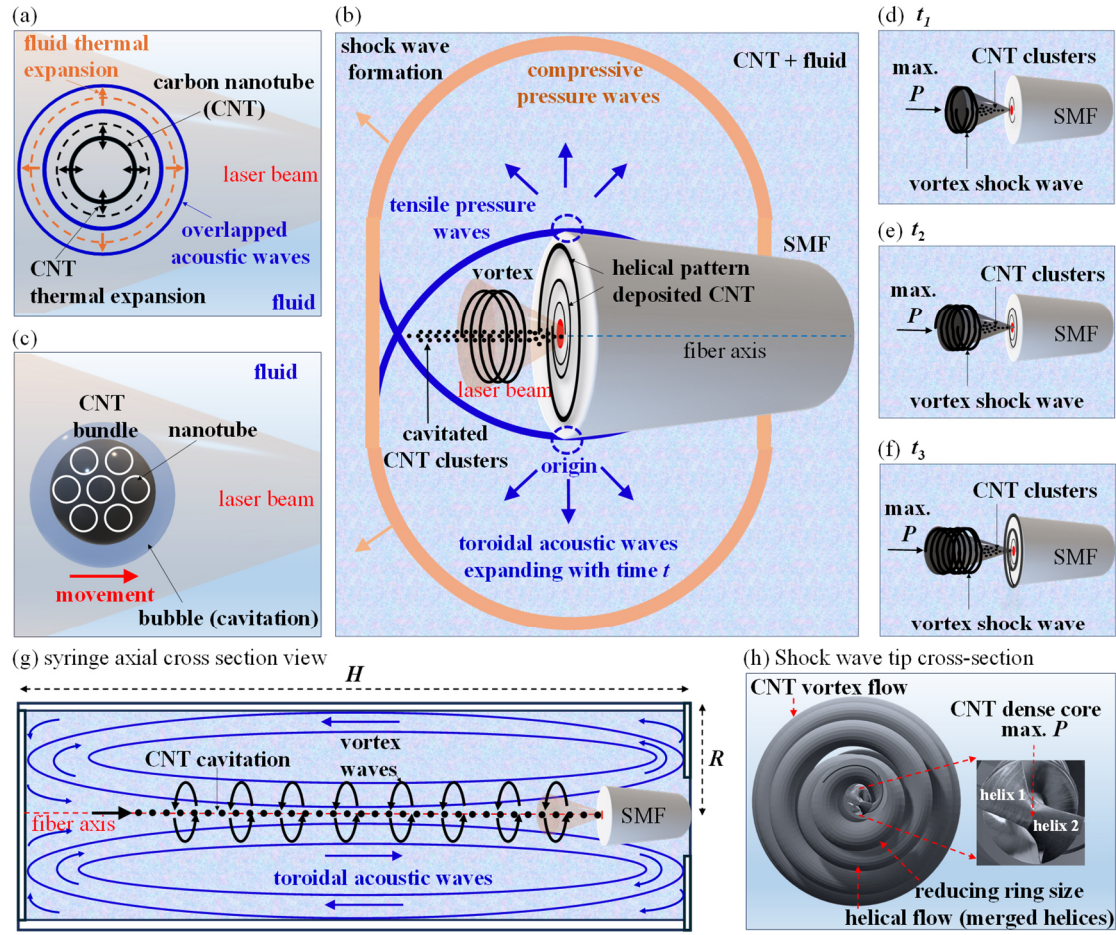 (a)
fluid thermal
expansion
carbon nanotube
(CNT)
laser beam
overlapped
acoustic waves
CNT
thermal expansion
fluid
(b)
shock wave
formation
compressive
pressure waves
CNT + fluid
tensile pressure
waves
SMF
vortex
helical pattern
deposited CNT
fiber axis
laser beam
cavitated
CNT clusters
origin
toroidal acoustic waves
expanding with time t
(c)
fluid
CNT
bundle
nanotube
laser beam
movement
bubble (cavitation)
(d) t1
CNT clusters
max.
P
SMF
vortex shock wave
(e) t2
CNT clusters
max.
P
SMF
vortex shock wave
(f) t3
CNT clusters
max.
P
SMF
vortex shock wave
(g) syringe axial cross section view
H
CNT cavitation
vortex
waves
R
fiber axis
SMF
toroidal acoustic waves
(h) Shock wave tip cross-section
CNT vortex flow
CNT dense core
max. P
helix 1
helix 2
reducing ring size
helical flow (merged helices)